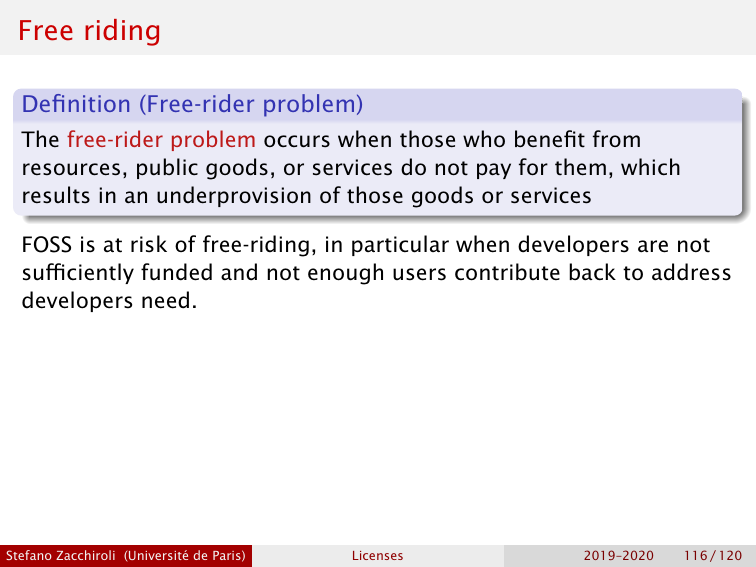 Free riding
Definition (Free-rider problem)
The free-rider problem occurs when those who benefit from
resources, public goods, or services do not pay for them, which
results in an underprovision of those goods or services
FOSS is at risk of free-riding, in particular when developers are not
sufficiently funded and not enough users contribute back to address
developers need.
Stefano Zacchiroli (Université de Paris) Licenses 2019–2020 116 / 120